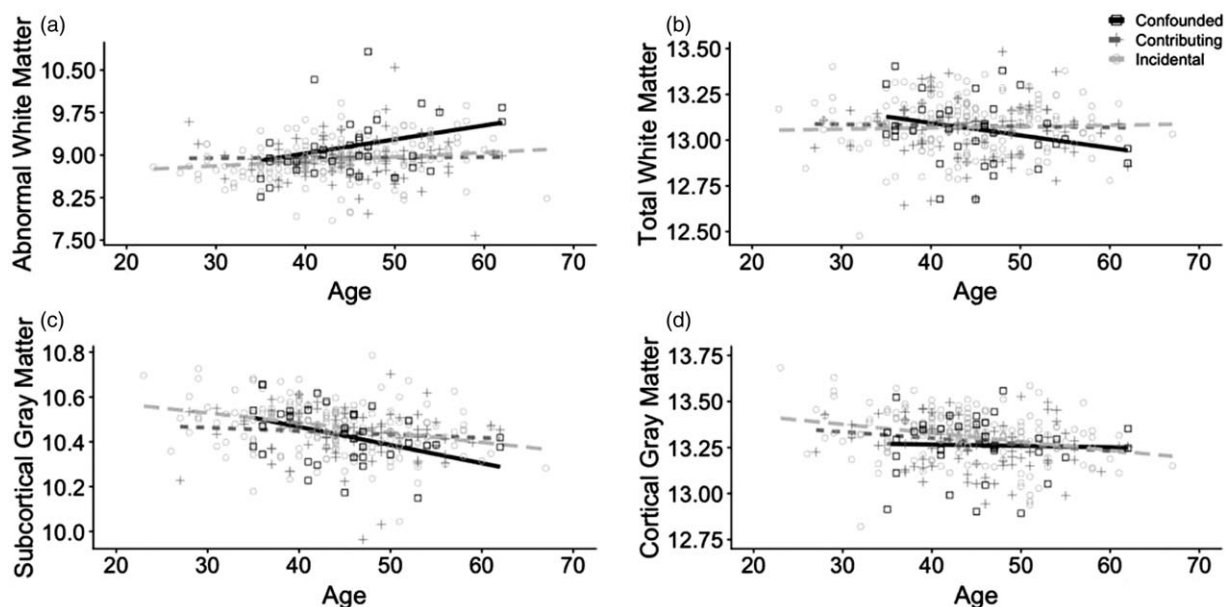 (a)
Abnormal White Matter
10.50
9.75
9.00
8.25
7.50
20 30 40 50 60 70
Age
(b)
Total White Matter
13.50
13.25
13.00
12.75
12.50
20 30 40 50 60 70
Age
Confounded
Contributing
Incidental
(c)
Subcortical Gray Matter
10.8
10.6
10.4
10.2
10.0
20 30 40 50 60 70
Age
(d)
Cortical Gray Matter
13.75
13.50
13.25
13.00
12.75
20 30 40 50 60 70
Age